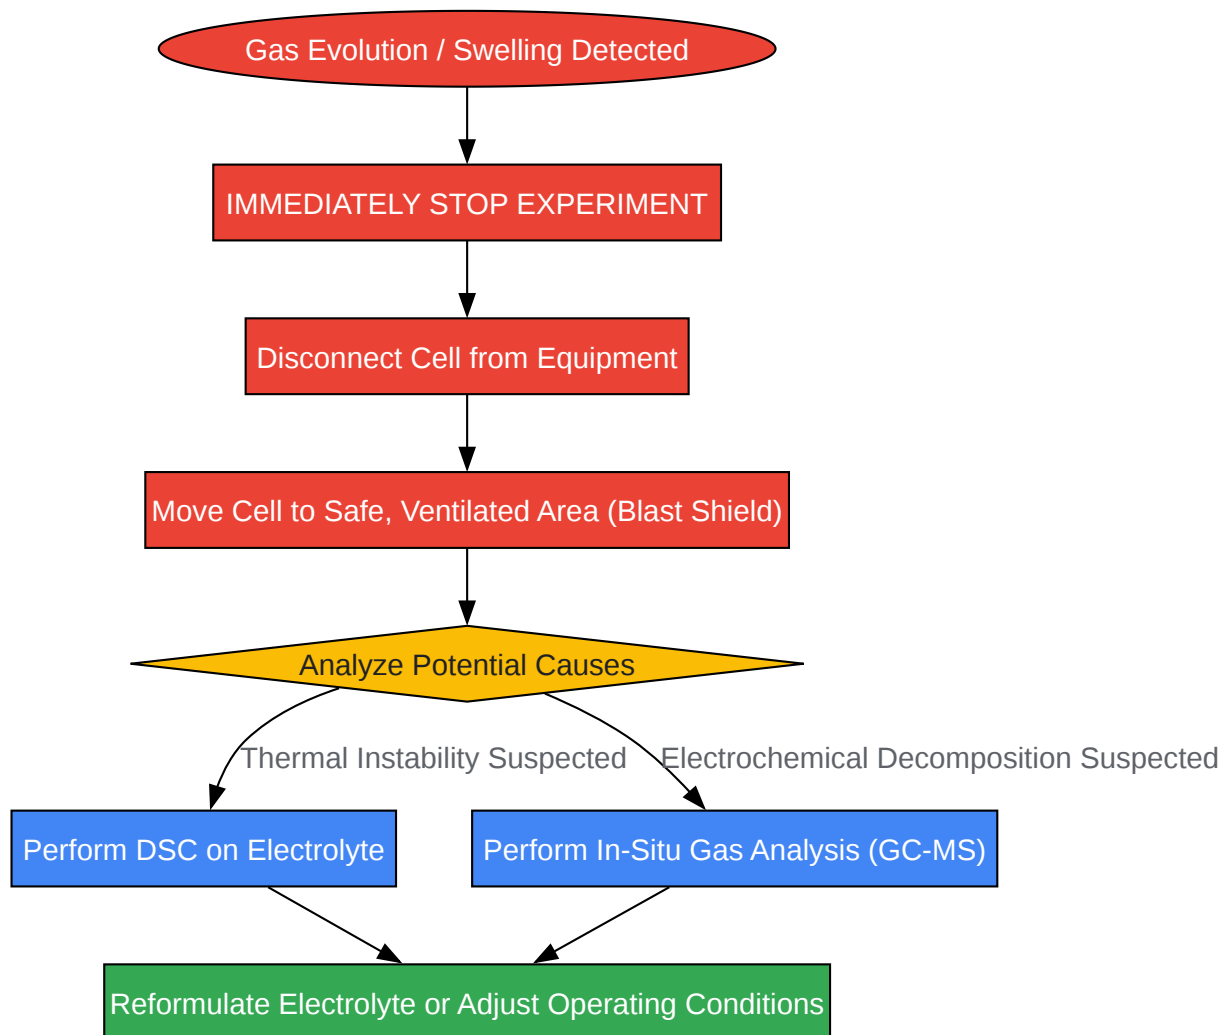 Gas Evolution / Swelling Detected
IMMEDIATELY STOP EXPERIMENT
Disconnect Cell from Equipment
Move Cell to Safe, Ventilated Area (Blast Shield)
Analyze Potential Causes
Thermal Instability Suspected
Electrochemical Decomposition Suspected
Perform DSC on Electrolyte
Perform In-Situ Gas Analysis (GC-MS)
Reformulate Electrolyte or Adjust Operating Conditions